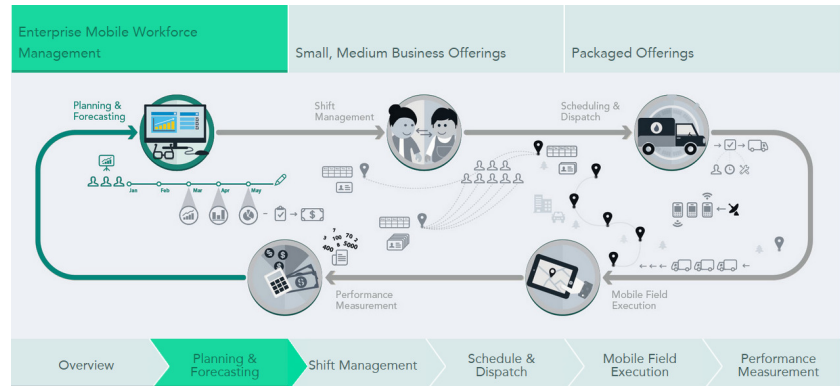 Enterprise Mobile Workforce
Management
Small, Medium Business Offerings
Packaged Offerings
Planning &
Forecasting
Shift
Management
Scheduling &
Dispatch
Jan
Feb
Mar
Apr
May
$
Performance
Measurement
Mobile Field
Execution
Overview
Planning &
Forecasting
Shift Management
Schedule &
Dispatch
Mobile Field
Execution
Performance
Measurement